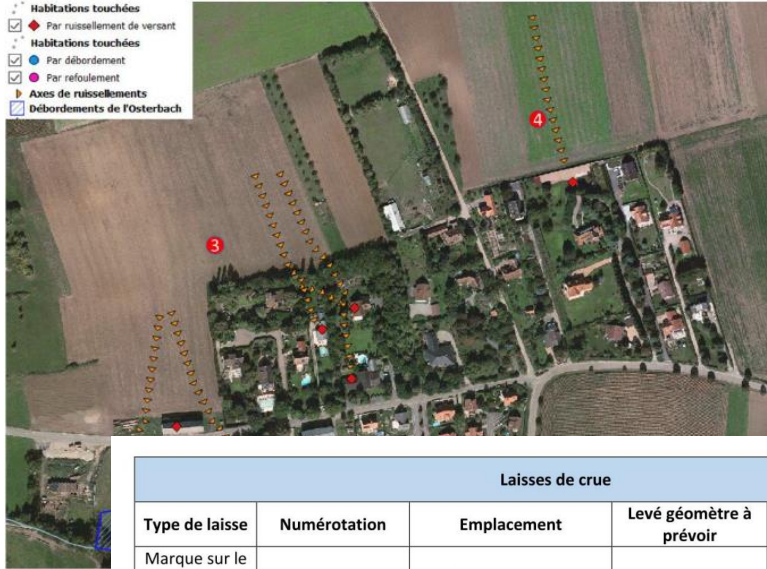 Habitations touchées
Par ruissellement de versant
Habitations touchées
Par débordement
Par refoulement
Axes de ruissellements
Débordements de l'Osterbach
4
3
Laisses de crue
Type de laisse Numérotation Emplacement Levé géomètre à prévoir
Marque sur le